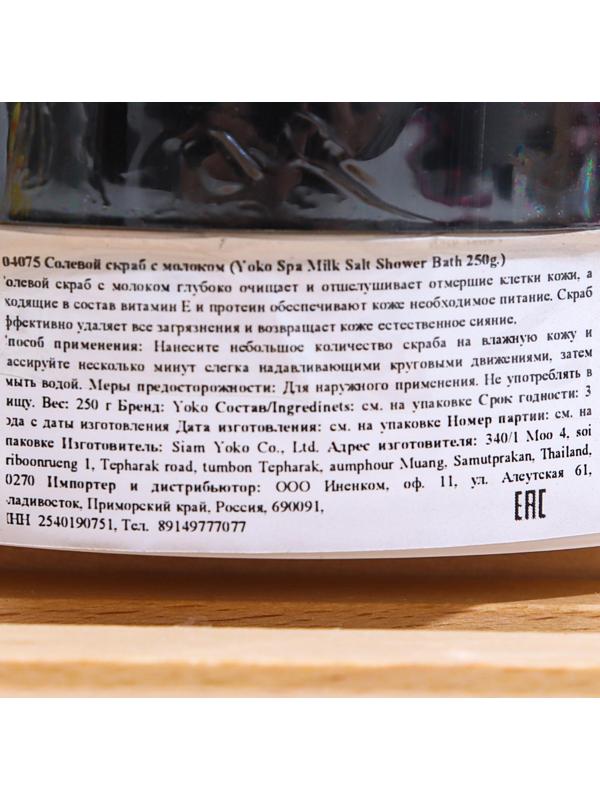 04075 Солевой скраб с молоком (Yoko Spa Milk Salt Shower Bath 250g.)
олевой скраб с молоком глубоко очищает и отшелушивает отмершие клетки кожи, а
ходящие в состав витамин Е и протеин обеспечивают коже необходимое питание. Скраб
ффективно удаляет все загрязнения и возвращает коже естественное сияние.
пособ применения: Нанесите небольшое количество скраба на влажную кожу и
ассируйте несколько минут слегка надавливающими круговыми движениями, затем
мыть водой. Меры предосторожности: Для наружного применения. Не употреблять в
ищу. Вес: 250 г Бренд: Yoko Состав/Ingredinets: см. на упаковке Срок годности: 3
ода с даты изготовления Дата изготовления: см. на упаковке Номер партии: см. на
паковке Изготовитель: Siam Yoko Co., Ltd. Адрес изготовителя: 340/1 Moo 4, soi
riboonrueng 1, Tepharak road, tumbon Tepharak, aumphour Muang, Samutprakan, Thailand,
0270 Импортер и дистрибьютор: ООО Иненком, оф. 11, ул. Алеутская 61,
ладивосток, Приморский край, Россия, 690091,
ИНН 2540190751, Тел. 89149777077
EAC